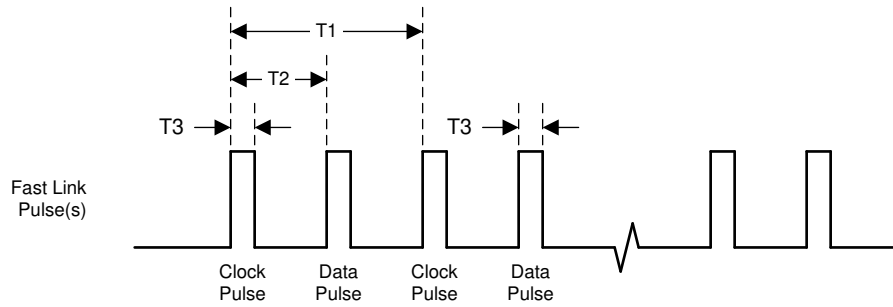 T1
T2
T3
T3
Fast Link
Pulse(s)
Clock
Pulse
Data
Pulse
Clock
Pulse
Data
Pulse